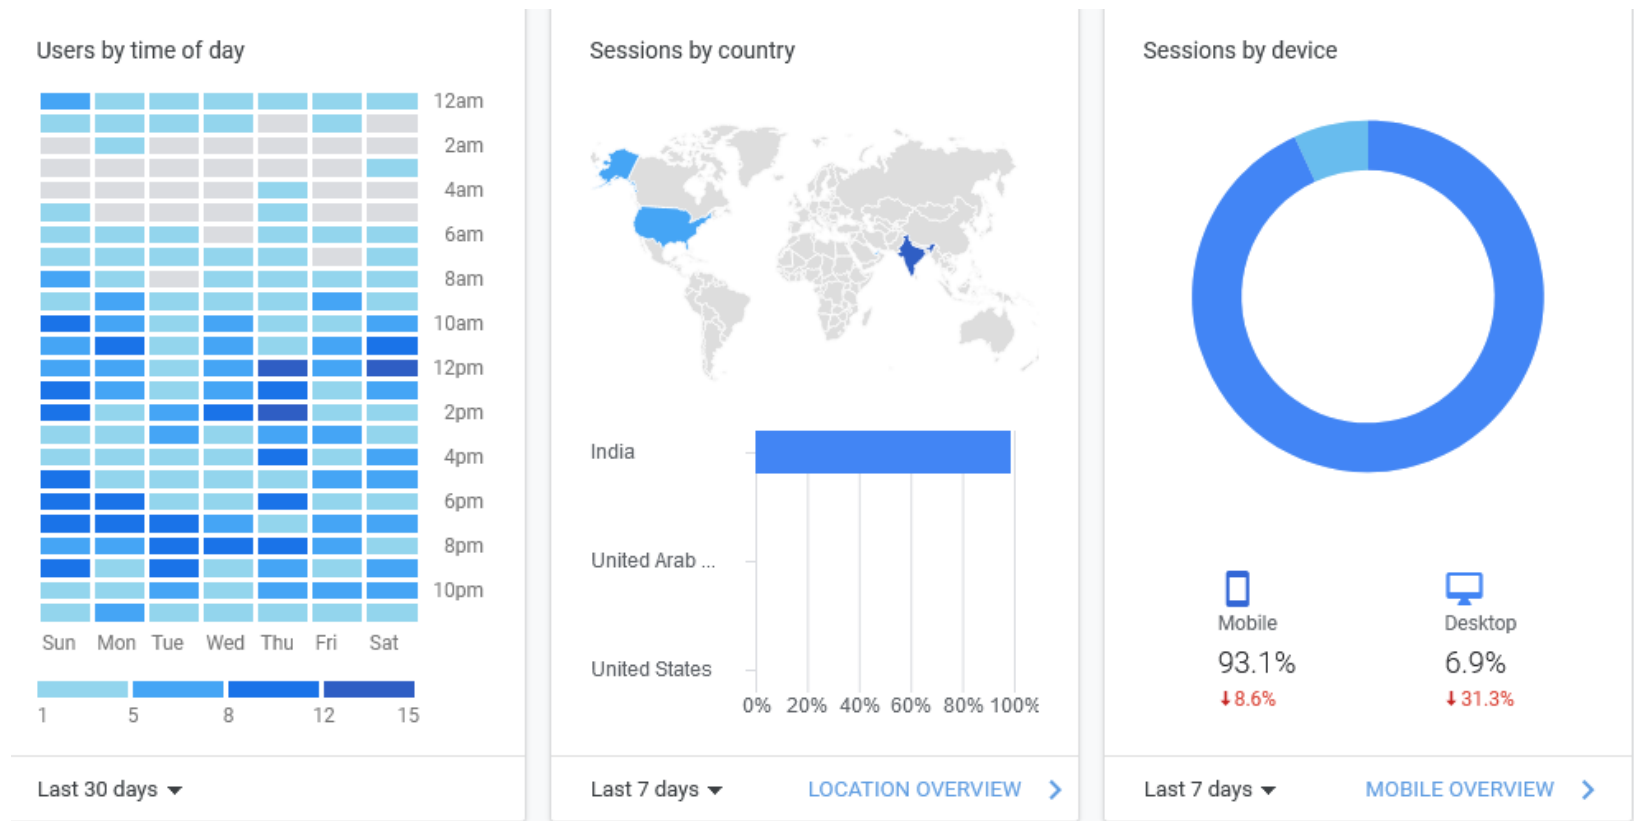 Users by time of day
12am
2am
4am
6am
8am
10am
12pm
2pm
4pm
6pm
8pm
10pm
Sun Mon Tue Wed Thu Fri Sat
1 5 8 12 15
Last 30 days
Sessions by country
India
United Arab ...
United States
0% 20% 40% 60% 80% 100%
Last 7 days LOCATION OVERVIEW
Sessions by device
Mobile Desktop
93.1% 6.9%
8.6% 31.3%
Last 7 days MOBILE OVERVIEW